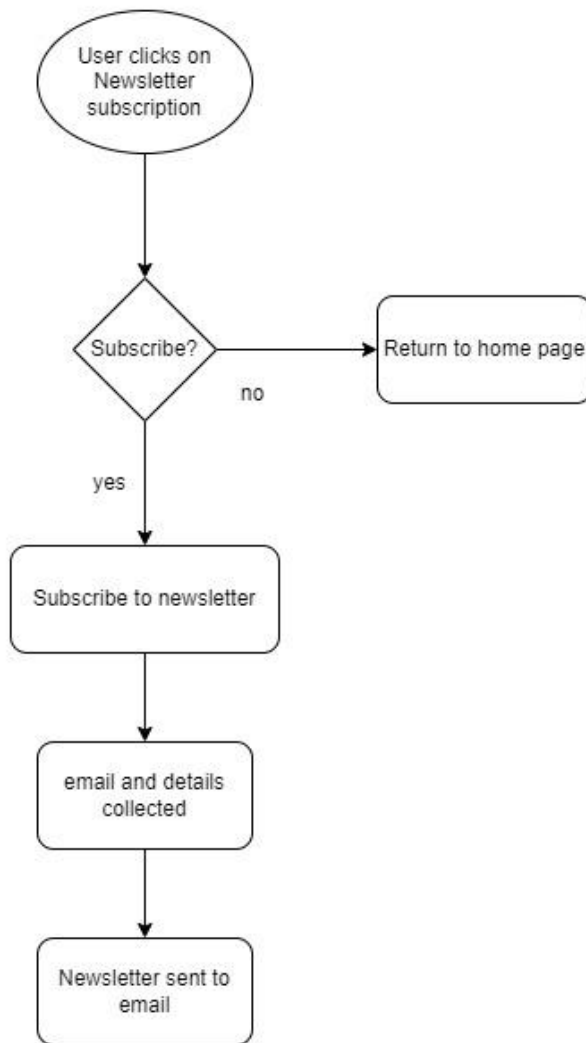 User clicks on
Newsletter
subscription
Subscribe?
Return to home page
no
yes
Subscribe to newsletter
email and details
collected
Newsletter sent to
email